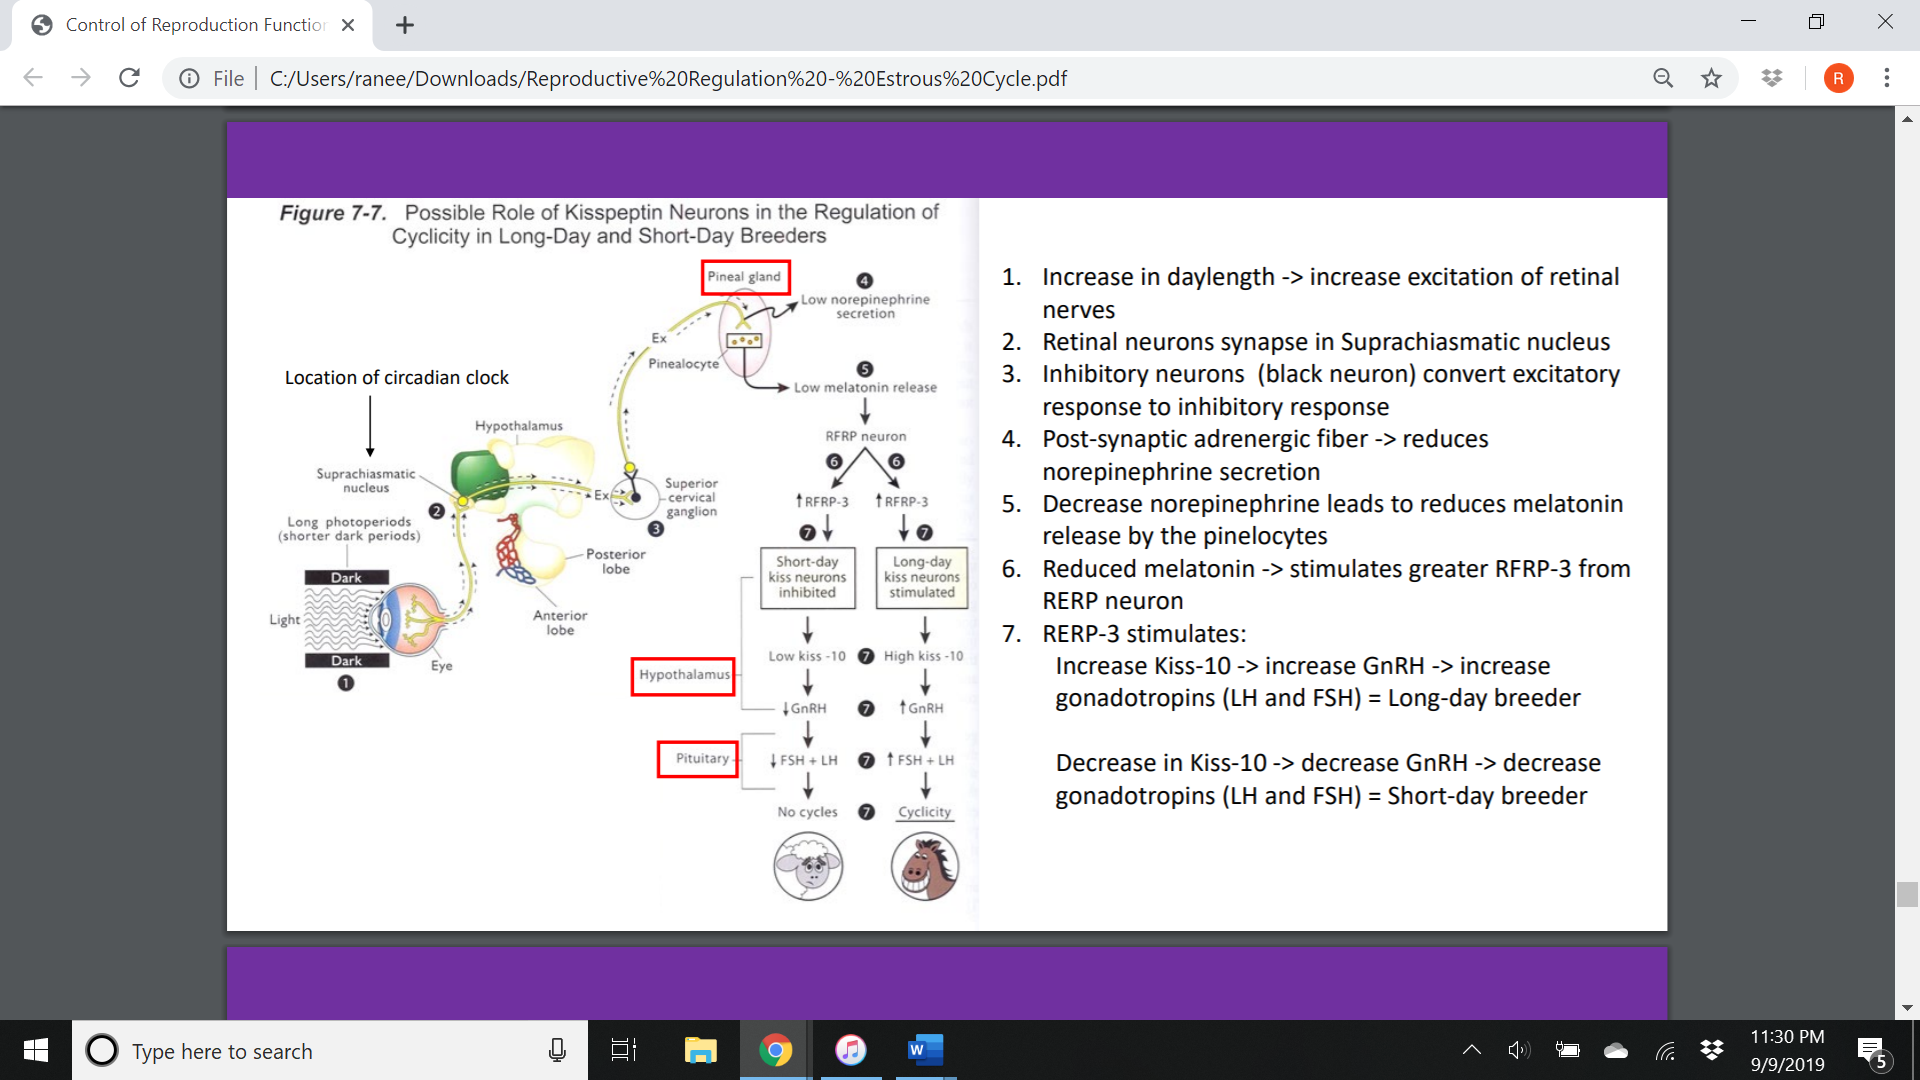 Control of Reproduction Function
File
C:/Users/ranee/Downloads/Reproductive%20Regulation%20-%20Estrous%20Cycle.pdf
R
Figure 7-7. Possible Role of Kisspeptin Neurons in the Regulation of
Cyclicity in Long-Day and Short-Day Breeders
Pineal gland
4
Low norepinephrine
secretion
Ex
Pinealocyte
5
Low melatonin release
Location of circadian clock
Hypothalamus
RFRP neuron
6 6
Suprachiasmatic
nucleus
2
Ex
Superior
cervical
ganglion
3
↑RFRP-3 ↑RFRP-3
7 7
Long photoperiods
(shorter dark periods)
Posterior
lobe
Anterior
lobe
Dark
Light
Dark
Eye
1
Short-day
kiss neurons
inhibited
Long-day
kiss neurons
stimulated
Low kiss -10 7 High kiss -10
Hypothalamus
↓GnRH 7 ↑GnRH
Pituitary
↓FSH + LH 7 ↑FSH + LH
No cycles 7 Cyclicity
1. Increase in daylength -> increase excitation of retinal
nerves
2. Retinal neurons synapse in Suprachiasmatic nucleus
3. Inhibitory neurons (black neuron) convert excitatory
response to inhibitory response
4. Post-synaptic adrenergic fiber -> reduces
norepinephrine secretion
5. Decrease norepinephrine leads to reduces melatonin
release by the pinelocytes
6. Reduced melatonin -> stimulates greater RFRP-3 from
RERP neuron
7. RERP-3 stimulates:
Increase Kiss-10 -> increase GnRH -> increase
gonadotropins (LH and FSH) = Long-day breeder
Decrease in Kiss-10 -> decrease GnRH -> decrease
gonadotropins (LH and FSH) = Short-day breeder
Type here to search
W
11:30 PM
9/9/2019
5